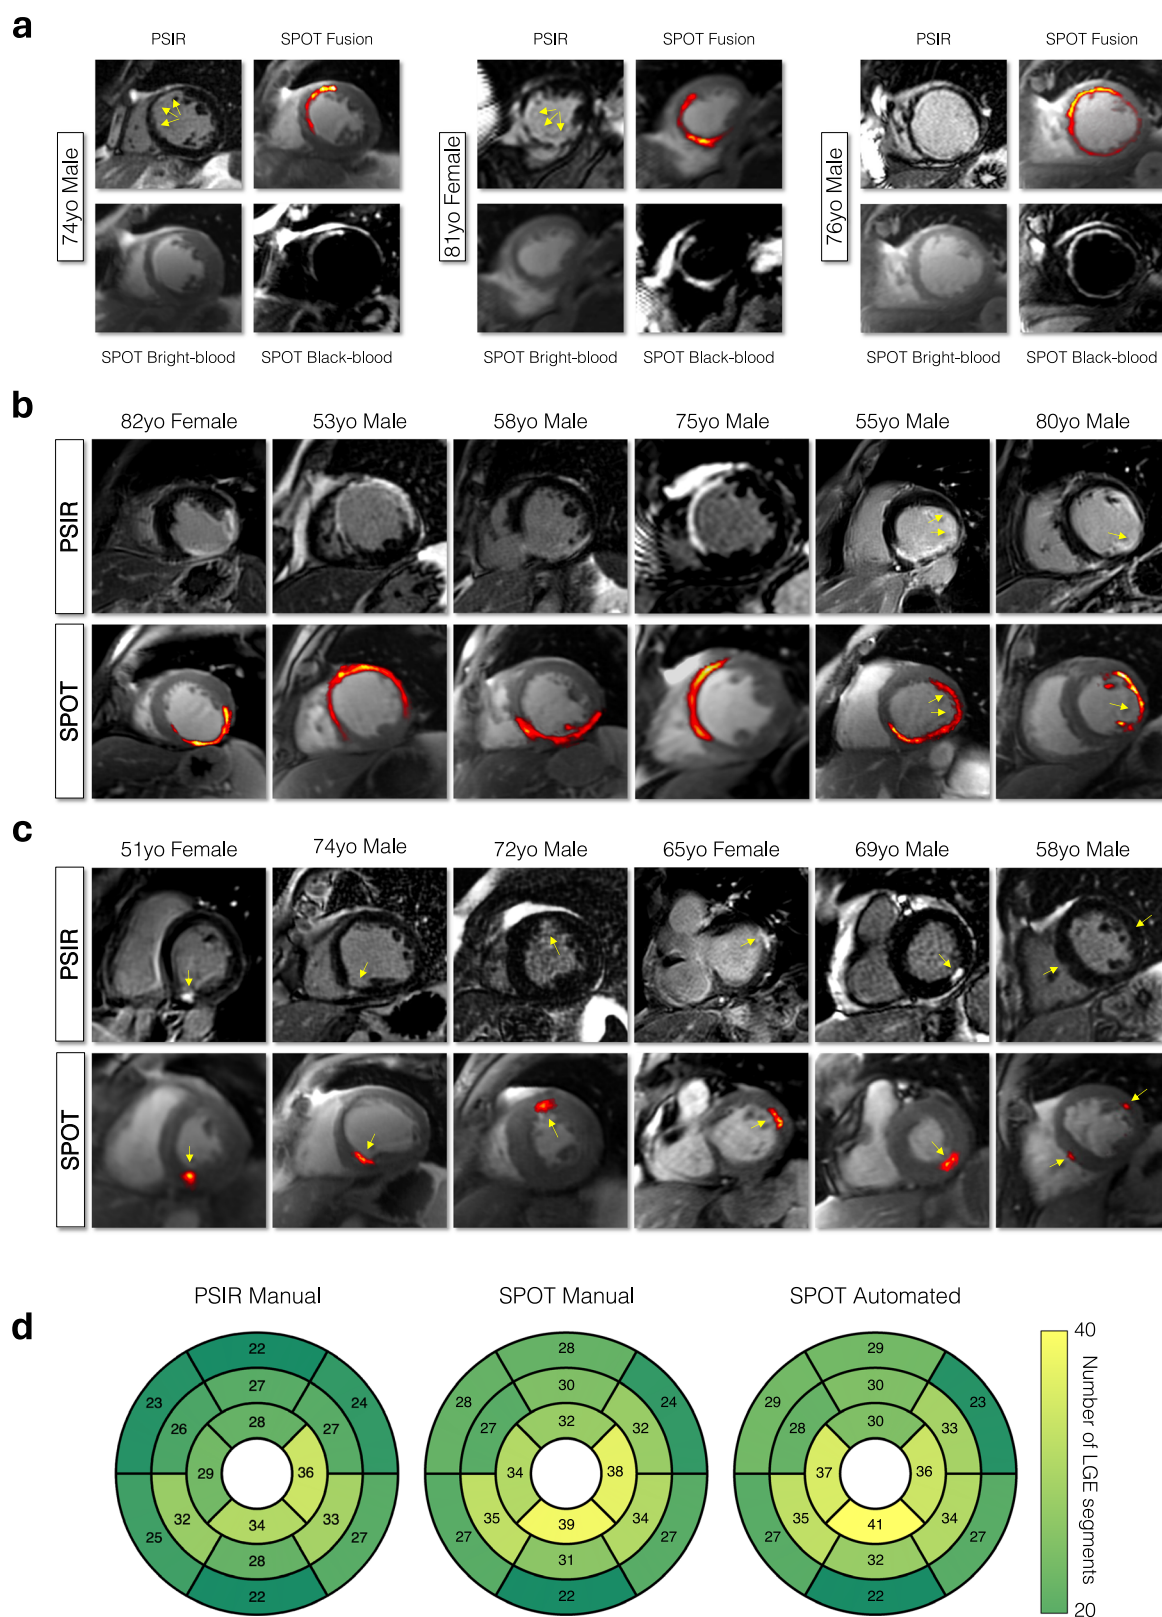 a
PSIR
SPOT Fusion
PSIR
SPOT Fusion
PSIR
SPOT Fusion
74yo Male
81yo Female
76yo Male
SPOT Bright-blood
SPOT Black-blood
SPOT Bright-blood
SPOT Black-blood
SPOT Bright-blood
SPOT Black-blood
b
82yo Female
53yo Male
58yo Male
75yo Male
55yo Male
80yo Male
PSIR
SPOT
c
51yo Female
74yo Male
72yo Male
65yo Female
69yo Male
58yo Male
PSIR
SPOT
d
PSIR Manual
22
23
24
27
26
27
28
29
36
34
32
33
28
25
27
22
SPOT Manual
28
28
24
30
27
32
32
34
38
39
35
34
31
27
27
22
SPOT Automated
29
29
23
30
28
33
30
37
36
41
35
34
32
27
27
22
40
Number of LGE segments
20